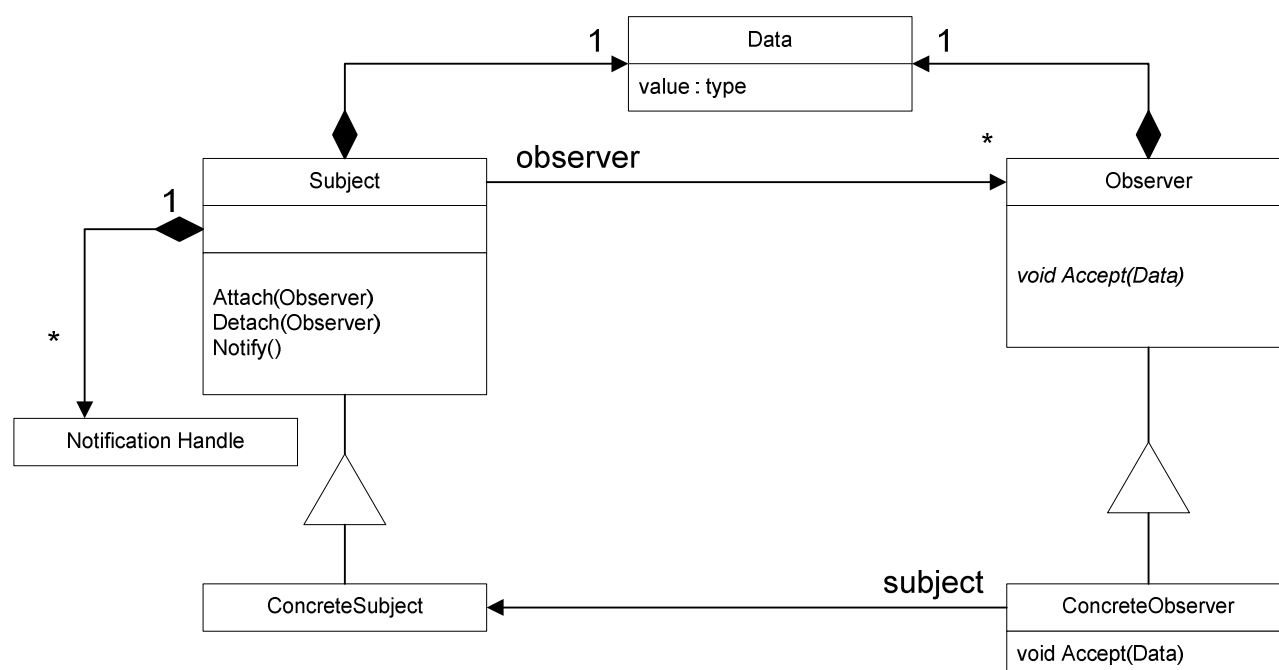 1
Data
1
value : type
observer
*
Subject
Observer
1
void Accept(Data)
Attach(Observer)
Detach(Observer)
Notify()
*
Notification Handle
subject
ConcreteSubject
ConcreteObserver
void Accept(Data)